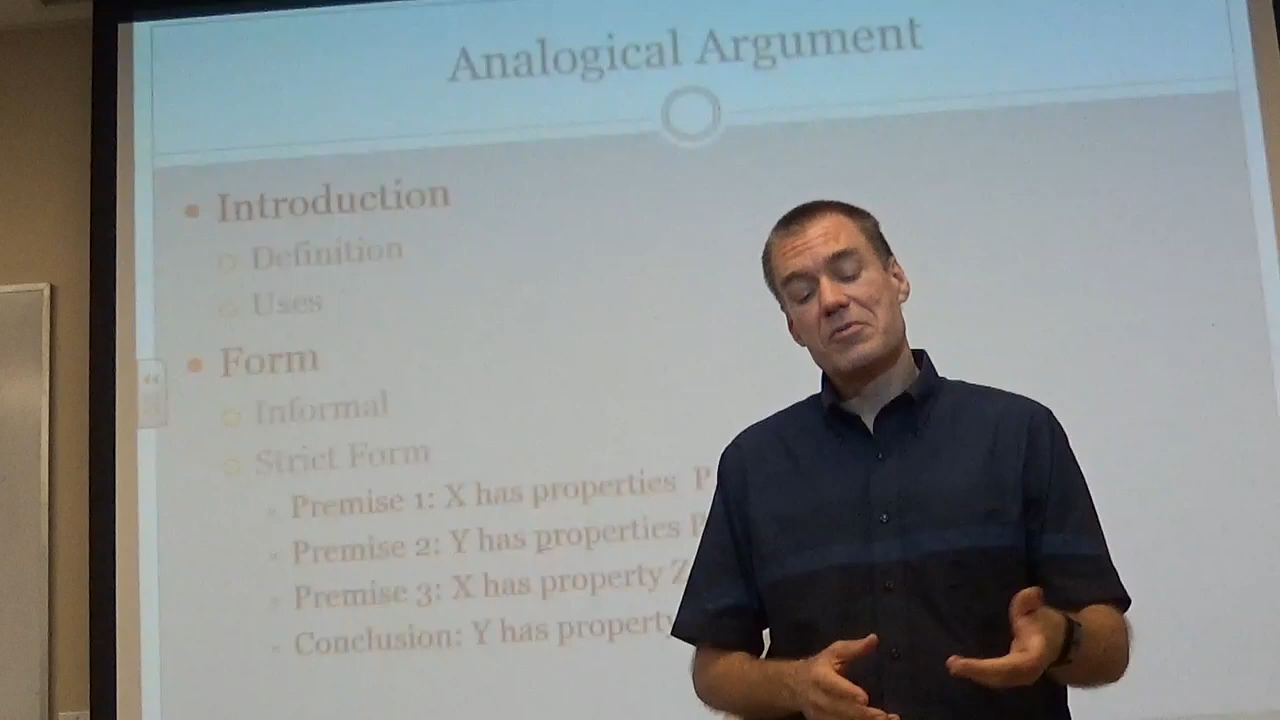 Analogical Argument
Introduction
Definition
Uses
Form
Informal
Strict Form
Premise 1: X has properties P
Premise 2: Y has properties P
Premise 3: X has property Z
Conclusion: Y has property